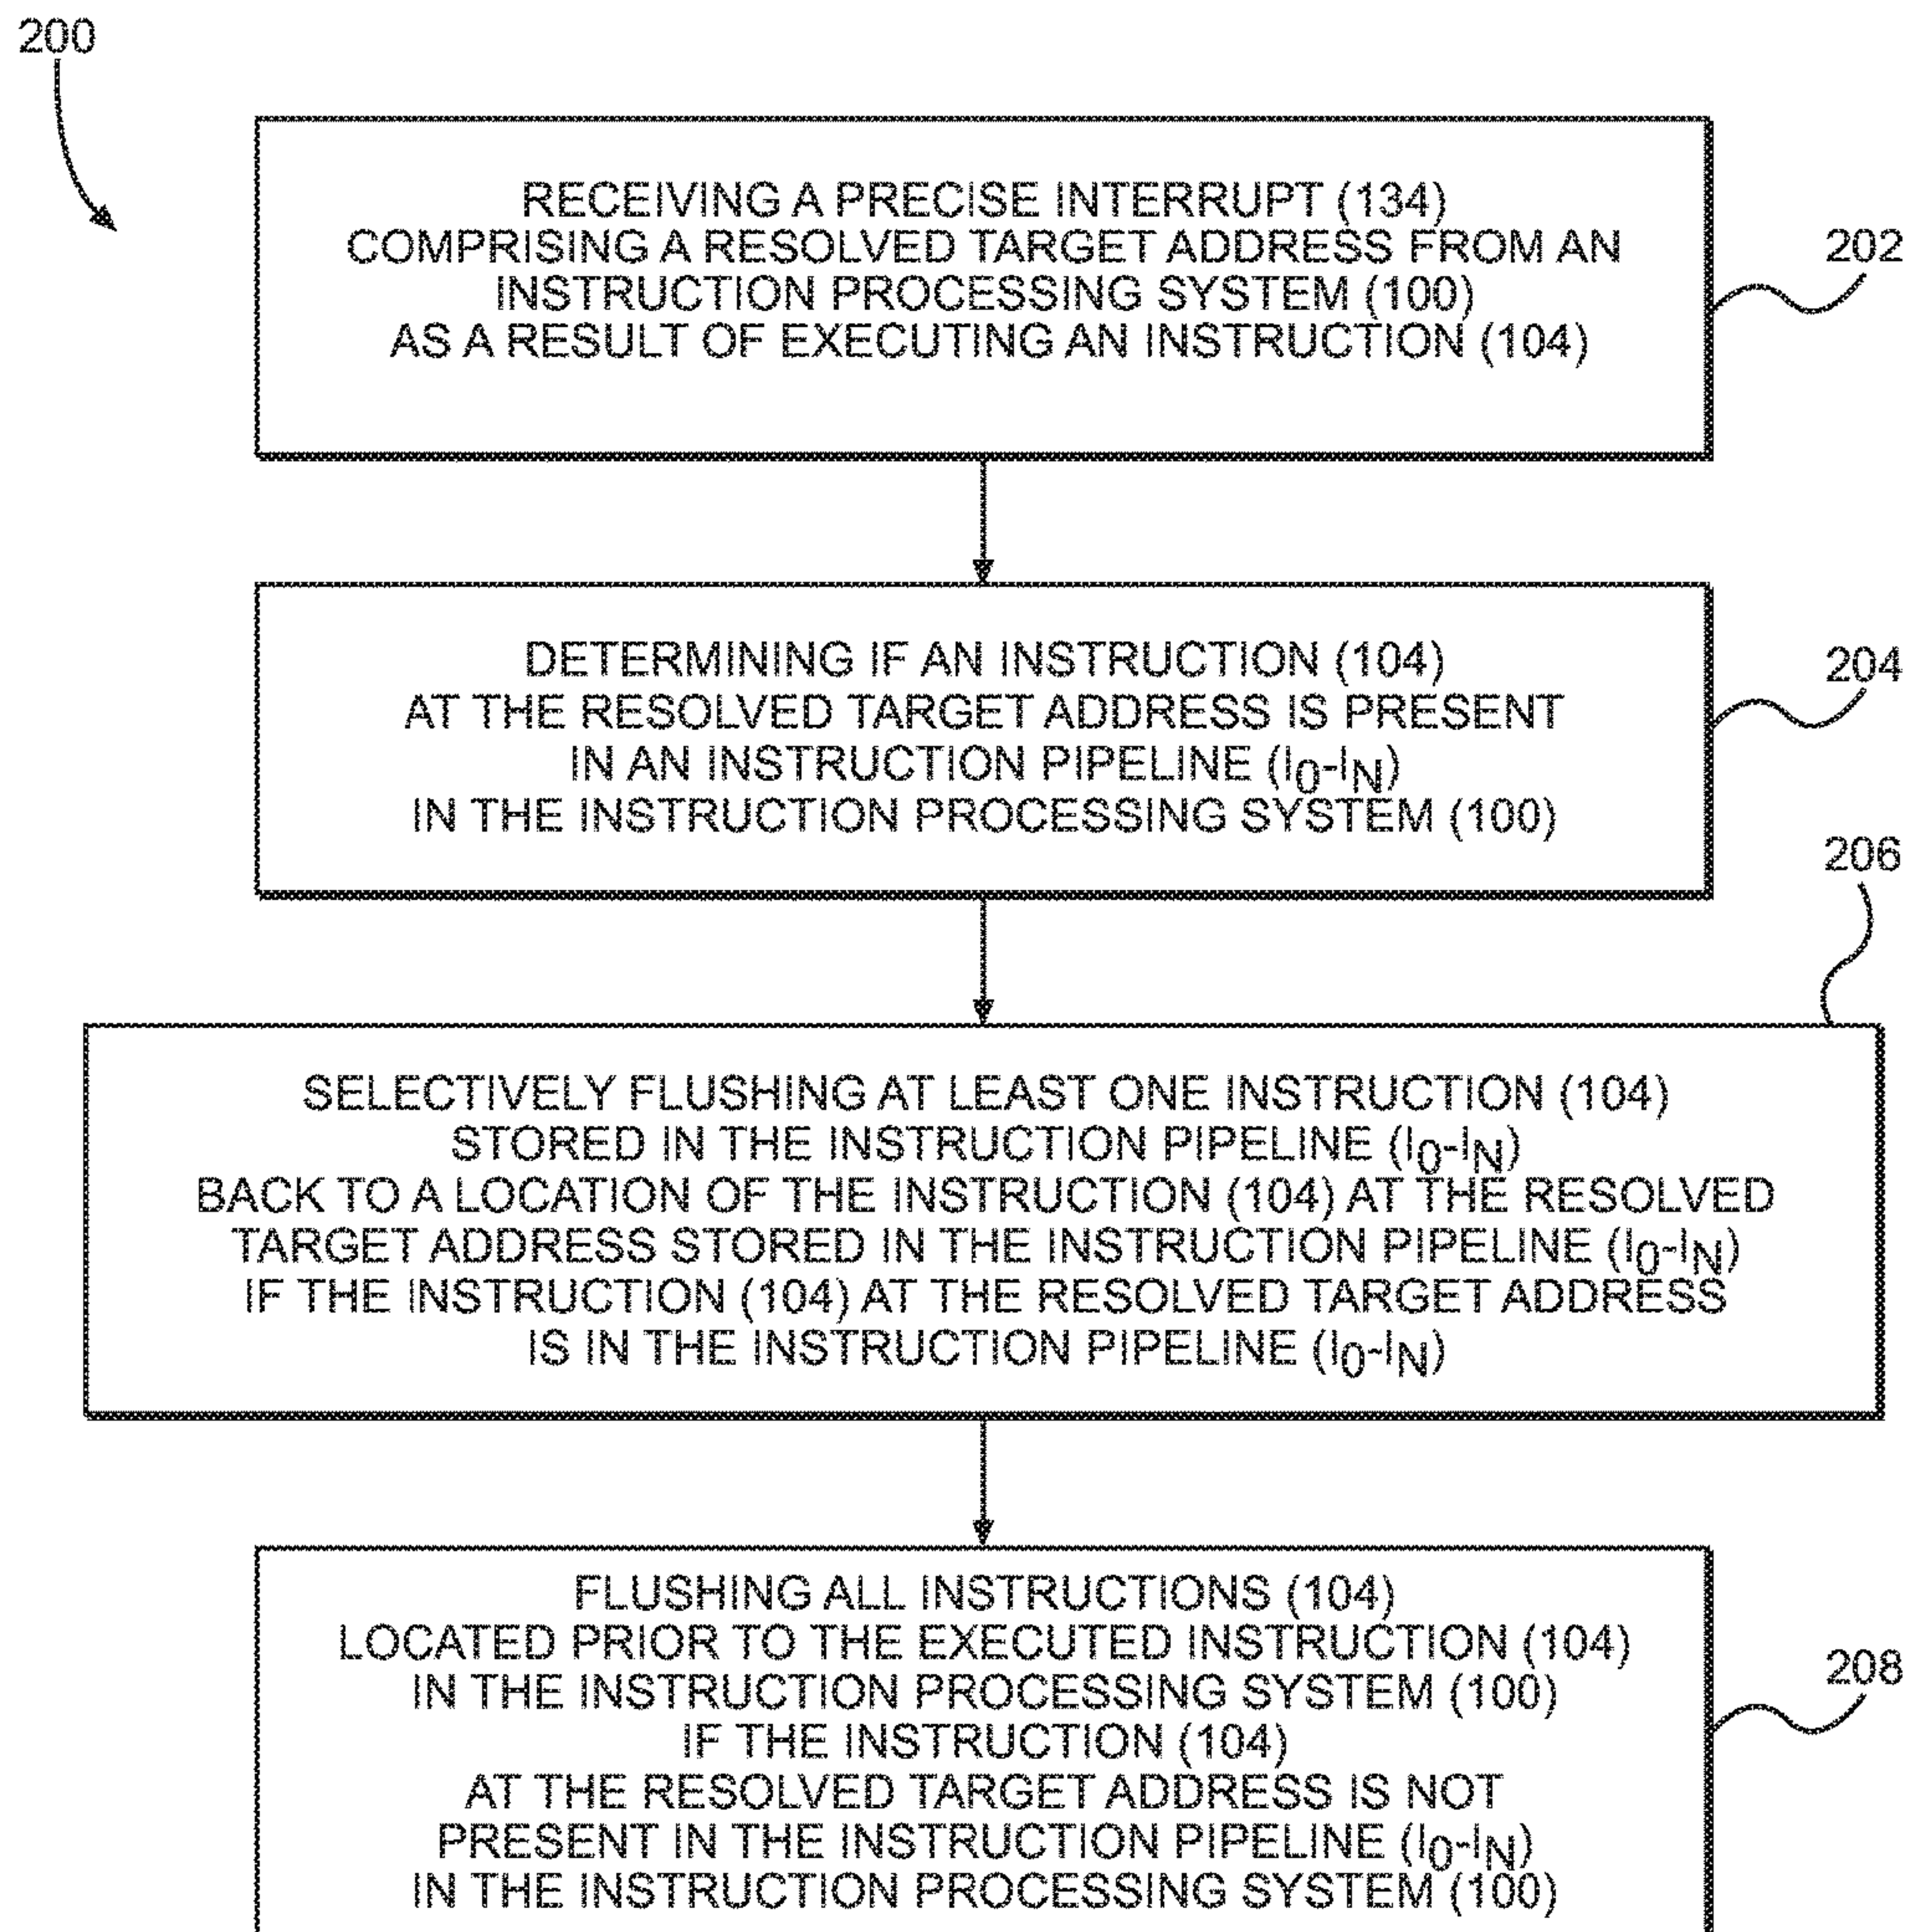 200
RECEIVING A PRECISE INTERRUPT (134)
COMPRISING A RESOLVED TARGET ADDRESS FROM AN
INSTRUCTION PROCESSING SYSTEM (100)
AS A RESULT OF EXECUTING AN INSTRUCTION (104)
202
DETERMINING IF AN INSTRUCTION (104)
AT THE RESOLVED TARGET ADDRESS IS PRESENT
IN AN INSTRUCTION PIPELINE (I0-IN)
IN THE INSTRUCTION PROCESSING SYSTEM (100)
204
206
SELECTIVELY FLUSHING AT LEAST ONE INSTRUCTION (104)
STORED IN THE INSTRUCTION PIPELINE (I0-IN)
BACK TO A LOCATION OF THE INSTRUCTION (104) AT THE RESOLVED
TARGET ADDRESS STORED IN THE INSTRUCTION PIPELINE (I0-IN)
IF THE INSTRUCTION (104) AT THE RESOLVED TARGET ADDRESS
IS IN THE INSTRUCTION PIPELINE (I0-IN)
FLUSHING ALL INSTRUCTIONS (104)
LOCATED PRIOR TO THE EXECUTED INSTRUCTION (104)
IN THE INSTRUCTION PROCESSING SYSTEM (100)
IF THE INSTRUCTION (104)
AT THE RESOLVED TARGET ADDRESS IS NOT
PRESENT IN THE INSTRUCTION PIPELINE (I0-IN)
IN THE INSTRUCTION PROCESSING SYSTEM (100)
208